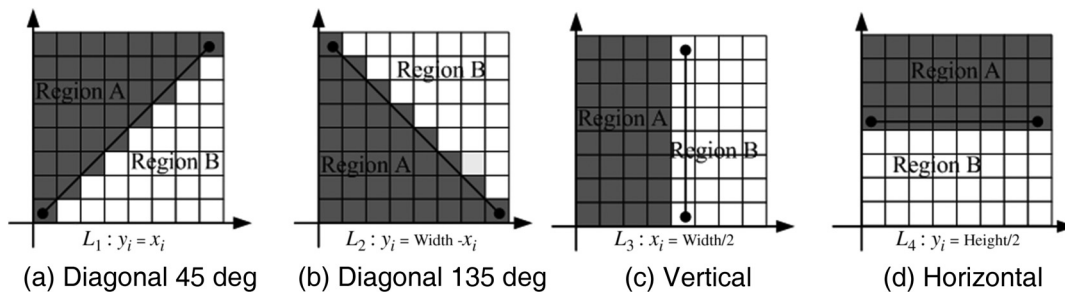 Region A
Region B
L1 : yi = xi
(a) Diagonal 45 deg
Region B
Region A
L2 : yi = Width -xi
(b) Diagonal 135 deg
Region A
Region B
L3 : xi = Width/2
(c) Vertical
Region A
Region B
L4 : yi = Height/2
(d) Horizontal